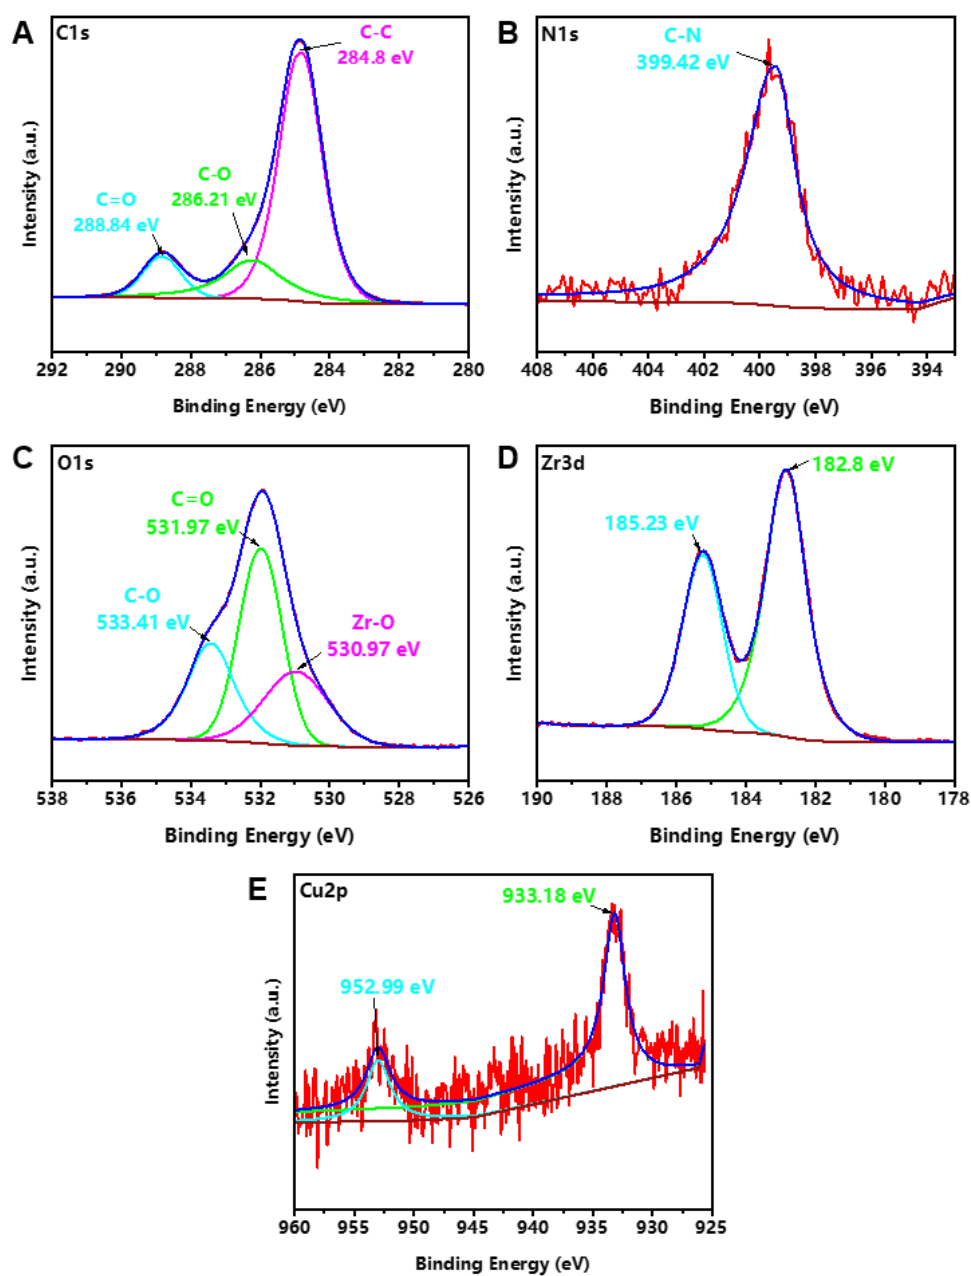 A
C1s
C-C
284.8 eV
C-O
286.21 eV
C=O
288.84 eV
Intensity (a.u.)
292 290 288 286 284 282 280
Binding Energy (eV)
B
N1s
C-N
399.42 eV
Intensity (a.u.)
408 406 404 402 400 398 396 394
Binding Energy (eV)
C
O1s
C=O
531.97 eV
C-O
533.41 eV
Zr-O
530.97 eV
Intensity (a.u.)
538 536 534 532 530 528 526
Binding Energy (eV)
D
Zr3d
182.8 eV
185.23 eV
Intensity (a.u.)
190 188 186 184 182 180 178
Binding Energy (eV)
E
Cu2p
933.18 eV
952.99 eV
Intensity (a.u.)
960 955 950 945 940 935 930 925
Binding Energy (eV)